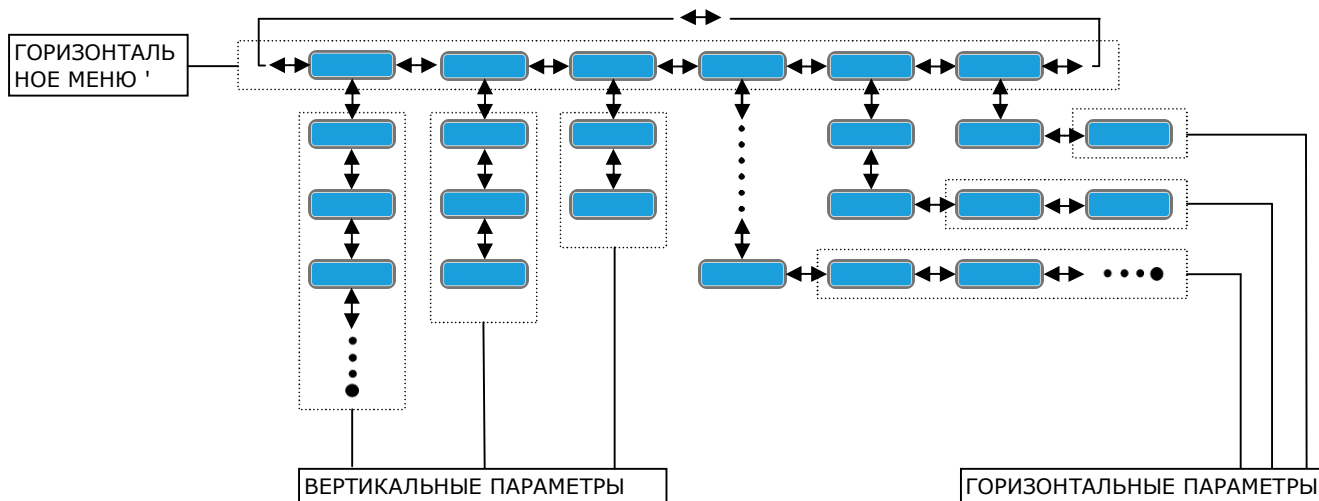 ГОРИЗОНТАЛЬ
НОЕ МЕНЮ '
ВЕРТИКАЛЬНЫЕ ПАРАМЕТРЫ
ГОРИЗОНТАЛЬНЫЕ ПАРАМЕТРЫ